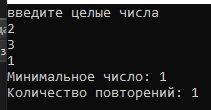 введите целые числа
2
3
1
Минимальное число: 1
Количество повторений: 1